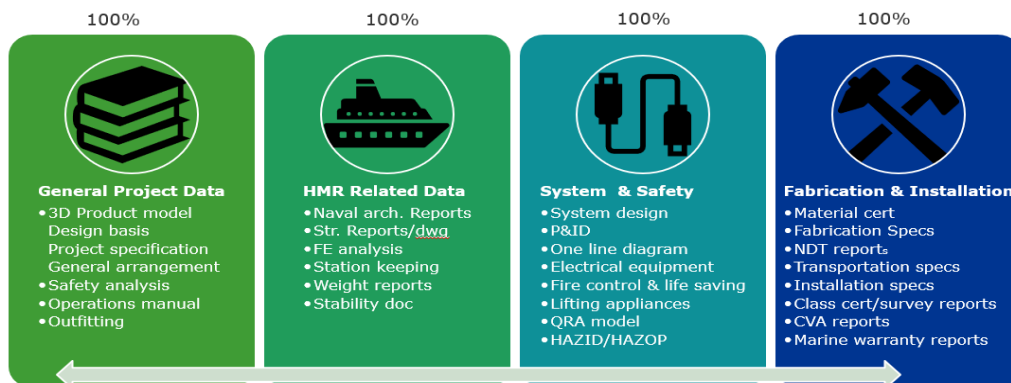 100%
100%
100%
100%
General Project Data
•3D Product model
Design basis
Project specification
General arrangement
•Safety analysis
•Operations manual
•Outfitting
HMR Related Data
•Naval arch. Reports
•Str. Reports/dwg
•FE analysis
•Station keeping
•Weight reports
•Stability doc
System & Safety
•System design
•P&ID
•One line diagram
•Electrical equipment
•Fire control & life saving
•Lifting appliances
•QRA model
•HAZID/HAZOP
Fabrication & Installation
•Material cert
•Fabrication Specs
•NDT reports
•Transportation specs
•Installation specs
•Class cert/survey reports
•CVA reports
•Marine warranty reports